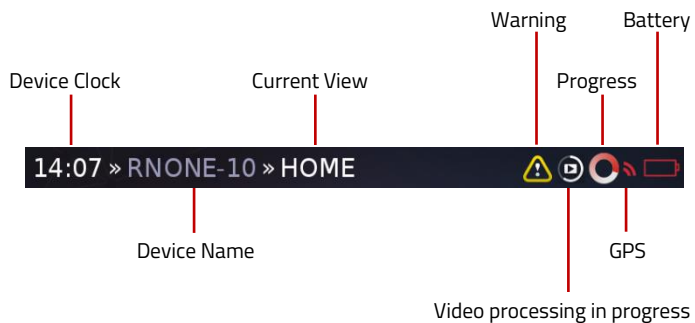 Warning
Battery
Device Clock
Current View
Progress
14:07 » RNONE-10 » HOME
Device Name
GPS
Video processing in progress